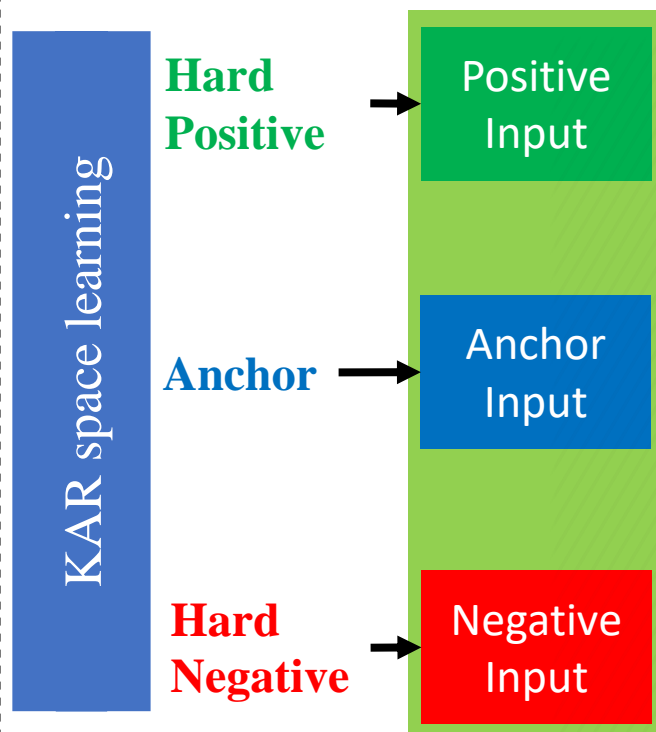 KAR space learning
Hard
Positive
Positive
Input
Anchor
Anchor
Input
Hard
Negative
Negative
Input